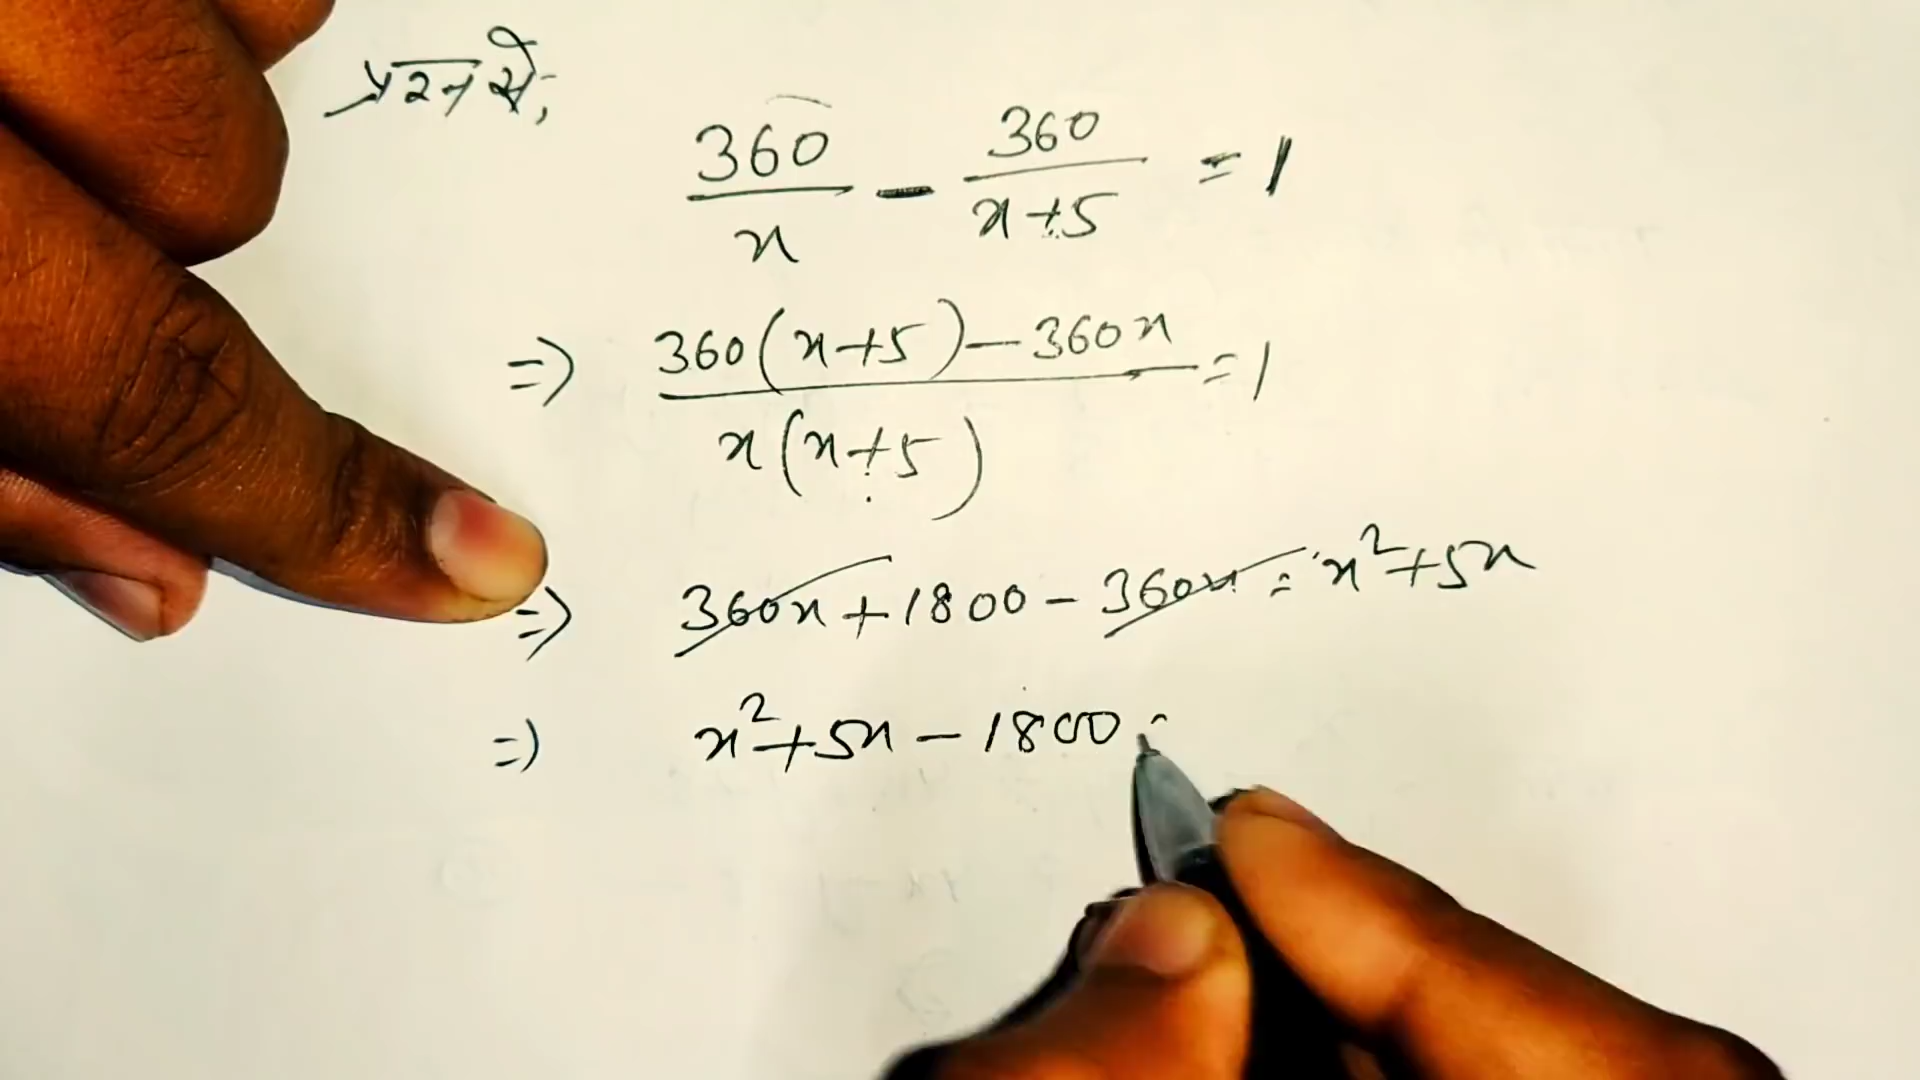 प्रश्न से,
360/x - 360/(x+5) = 1
=> (360(x+5) - 360x)/(x(x+5)) = 1
=> 360x + 1800 - 360x = x² + 5x
=> x² + 5x - 1800 =